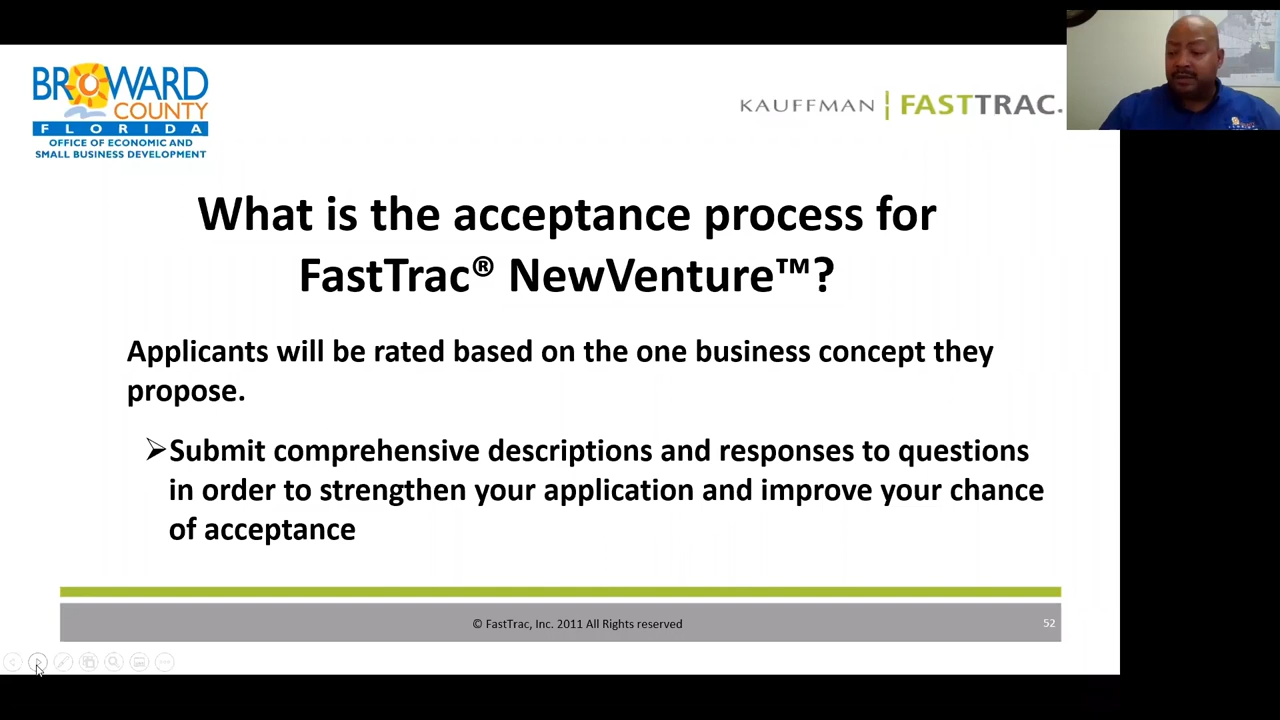 BROWARD
COUNTY
FLORIDA
OFFICE OF ECONOMIC AND
SMALL BUSINESS DEVELOPMENT
KAUFFMAN | FASTTRAC.
What is the acceptance process for
FastTrac® NewVenture™?
Applicants will be rated based on the one business concept they
propose.
➢Submit comprehensive descriptions and responses to questions
in order to strengthen your application and improve your chance
of acceptance
© FastTrac, Inc. 2011 All Rights reserved
52